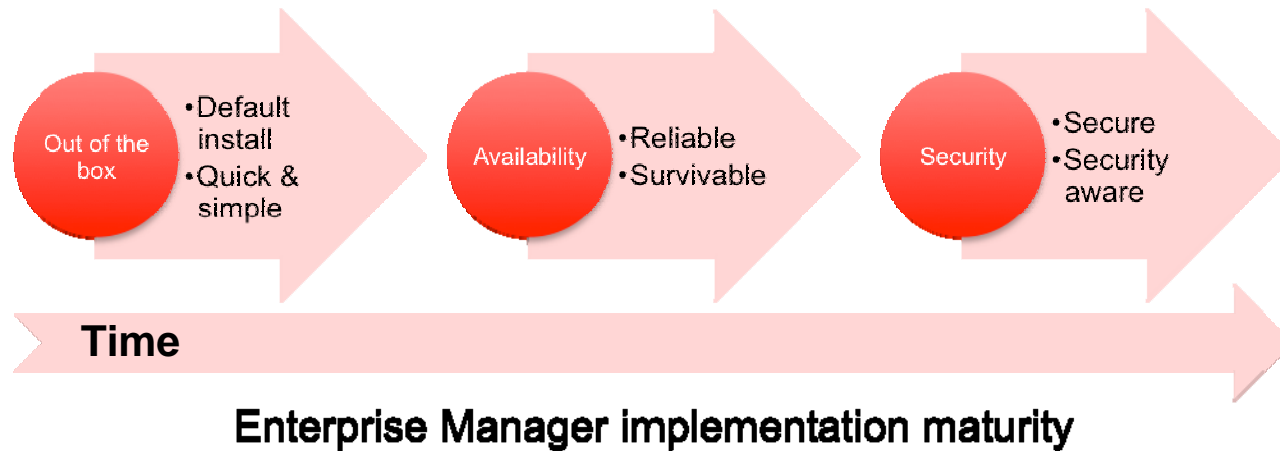 Out of the
box
•Default
install
•Quick &
simple
Availability
•Reliable
•Survivable
Security
•Secure
•Security
aware
Time
Enterprise Manager implementation maturity